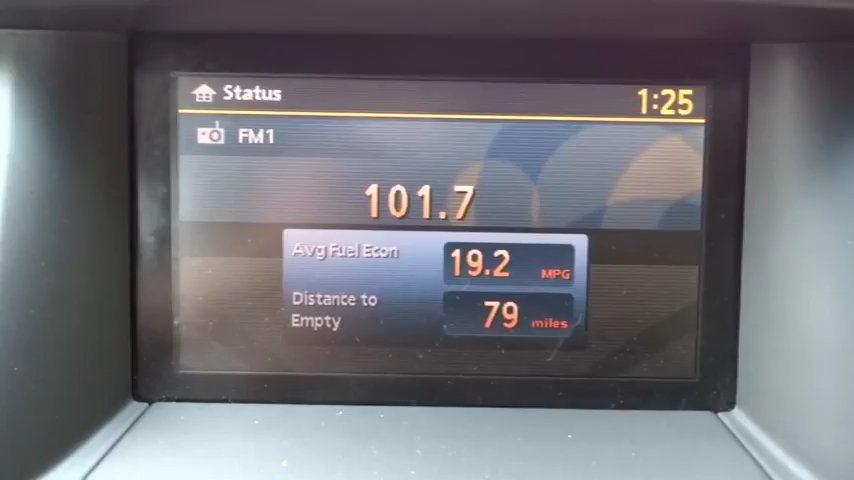 Status 1:25
FM1
101.7
Avg Fuel Econ 19.2 MPG
Distance to
Empty 79 miles